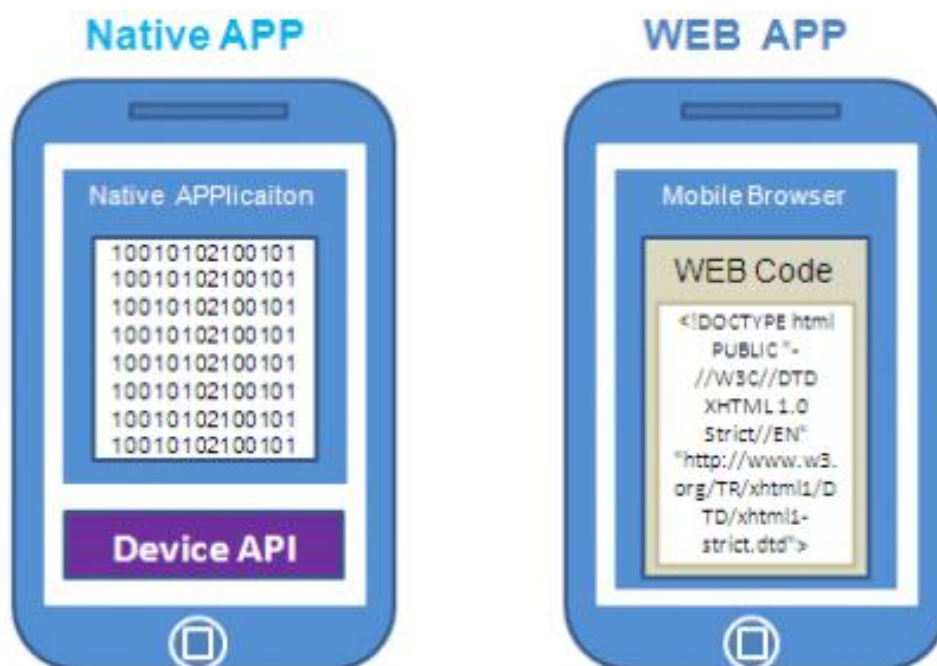 Native APP
Native APPlicaiton
10010102100101
10010102100101
10010102100101
10010102100101
10010102100101
10010102100101
10010102100101
10010102100101
Device API
WEB APP
Mobile Browser
WEB Code
<!DOCTYPE html
PUBLIC "-
//W3C//DTD
XHTML 1.0
Strict//EN"
"http://www.w3.
org/TR/xhtml1/D
TD/xhtml1-
strict.dtd">